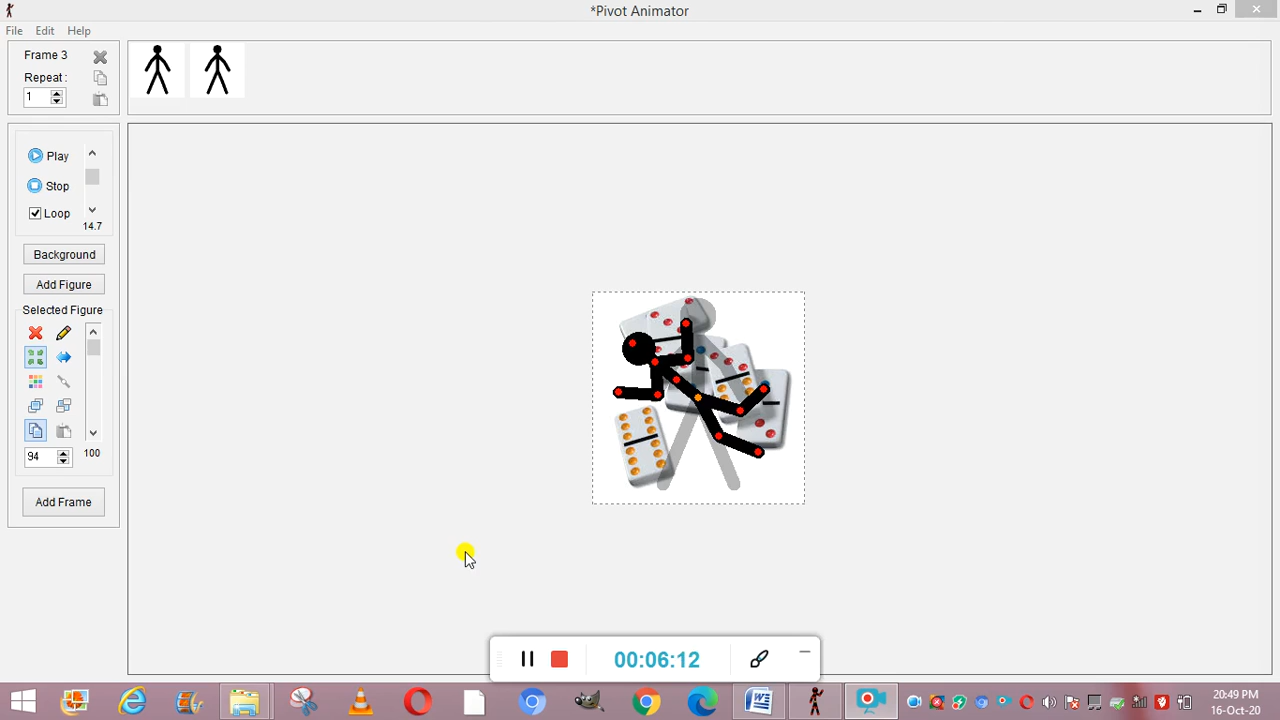 *Pivot Animator
File Edit Help
Frame 3
Repeat :
1
Play
Stop
Loop
14.7
Background
Add Figure
Selected Figure
94
100
Add Frame
00:06:12
20:49 PM
16-Oct-20